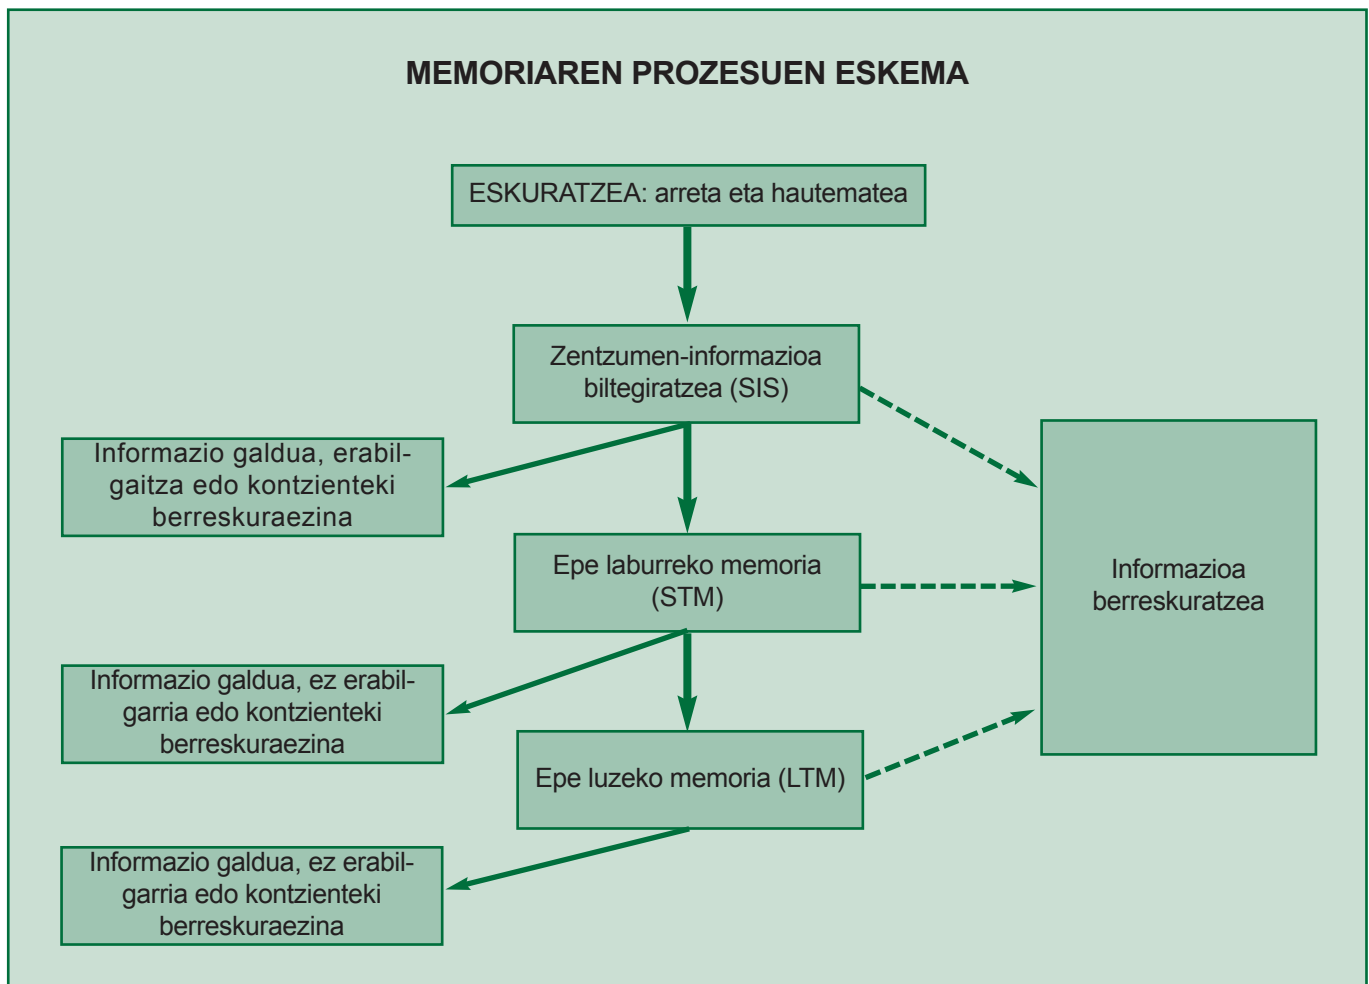 MEMORIAREN PROZESUEN ESKEMA
ESKURATZEA: arreta eta hautematea
Zentzumen-informazioa
biltegiratzea (SIS)
Informazio galdua, erabil-
gaitza edo kontzienteki
berreskuraezina
Epe laburreko memoria
(STM)
Informazioa
berreskuratzea
Informazio galdua, ez erabil-
garria edo kontzienteki
berreskuraezina
Epe luzeko memoria (LTM)
Informazio galdua, ez erabil-
garria edo kontzienteki
berreskuraezina